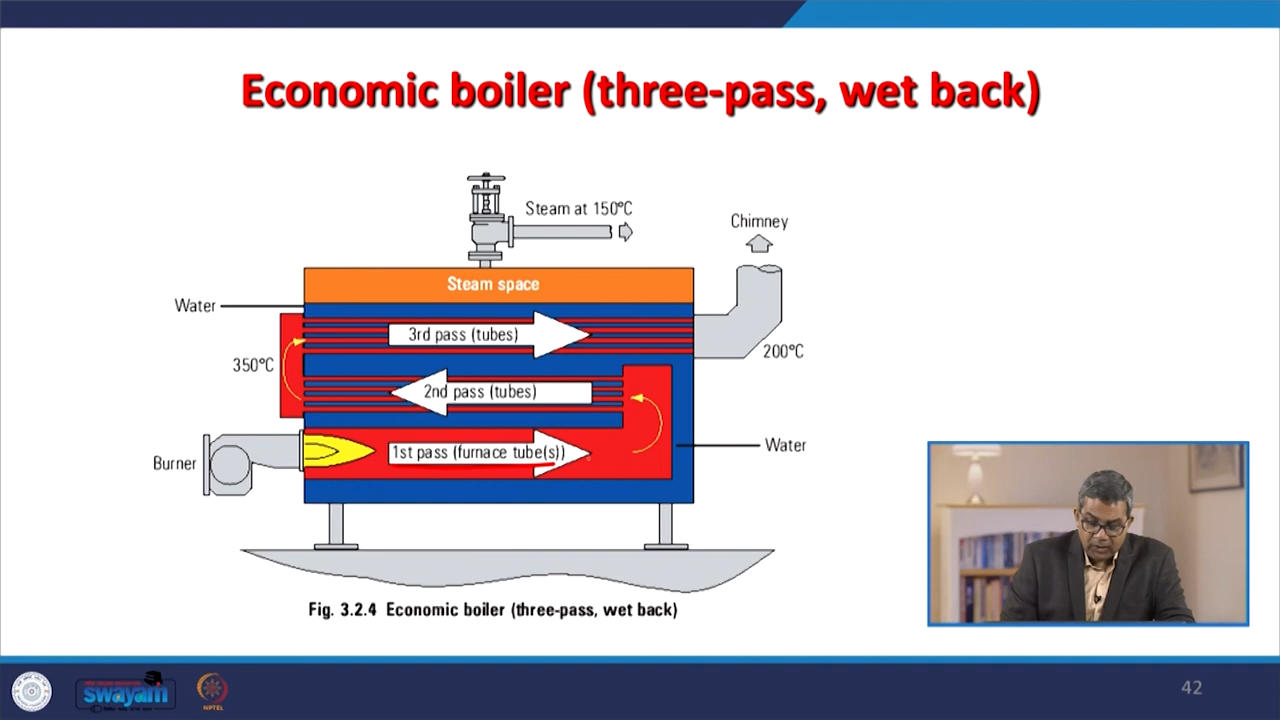 Economic boiler (three-pass, wet back)
Steam at 150°C
Chimney
Steam space
Water
3rd pass (tubes)
350°C
200°C
2nd pass (tubes)
Water
1st pass (furnace tube(s))
Burner
Fig. 3.2.4 Economic boiler (three-pass, wet back)
swayam
NPTEL
42